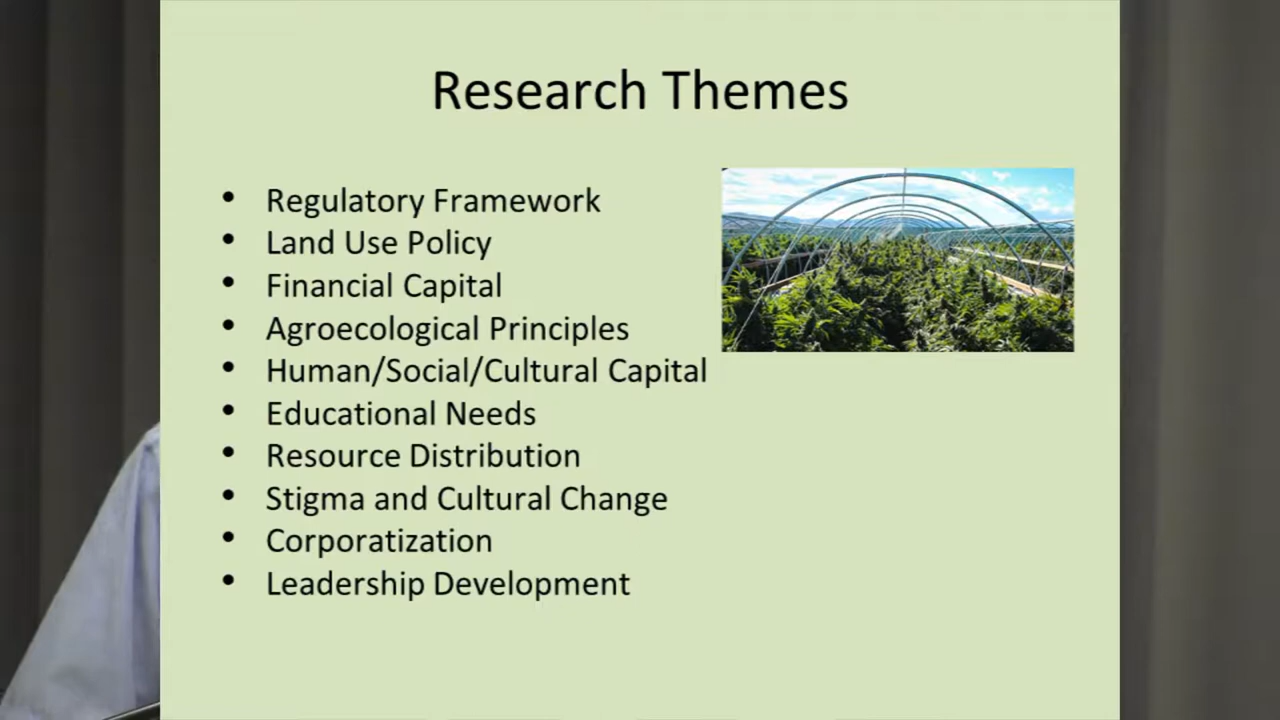 Research Themes
• Regulatory Framework
• Land Use Policy
• Financial Capital
• Agroecological Principles
• Human/Social/Cultural Capital
• Educational Needs
• Resource Distribution
• Stigma and Cultural Change
• Corporatization
• Leadership Development